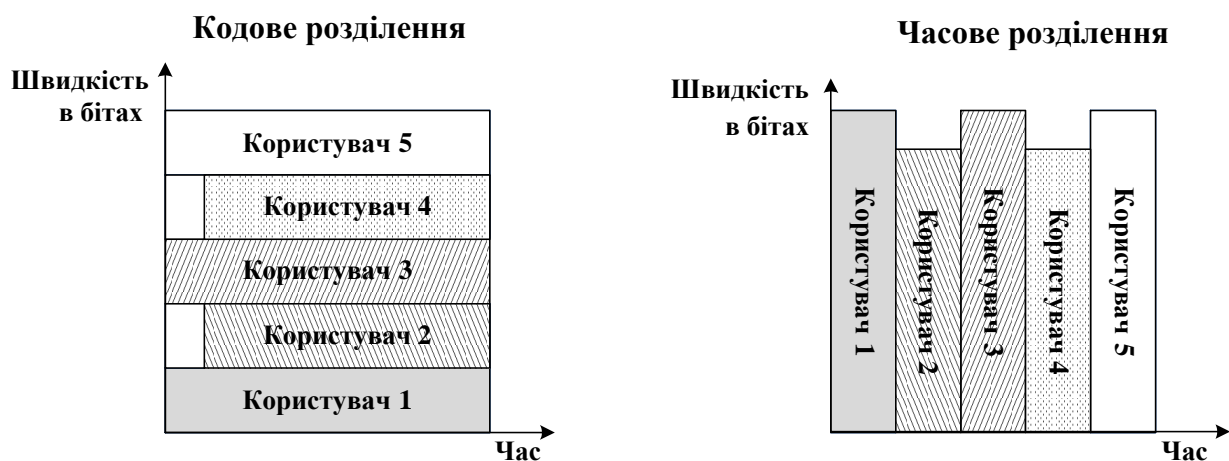 Кодове розділення
Швидкість
в бітах
Користувач 5
Користувач 4
Користувач 3
Користувач 2
Користувач 1
Час
Часове розділення
Швидкість
в бітах
Користувач 1
Користувач 2
Користувач 3
Користувач 4
Користувач 5
Час